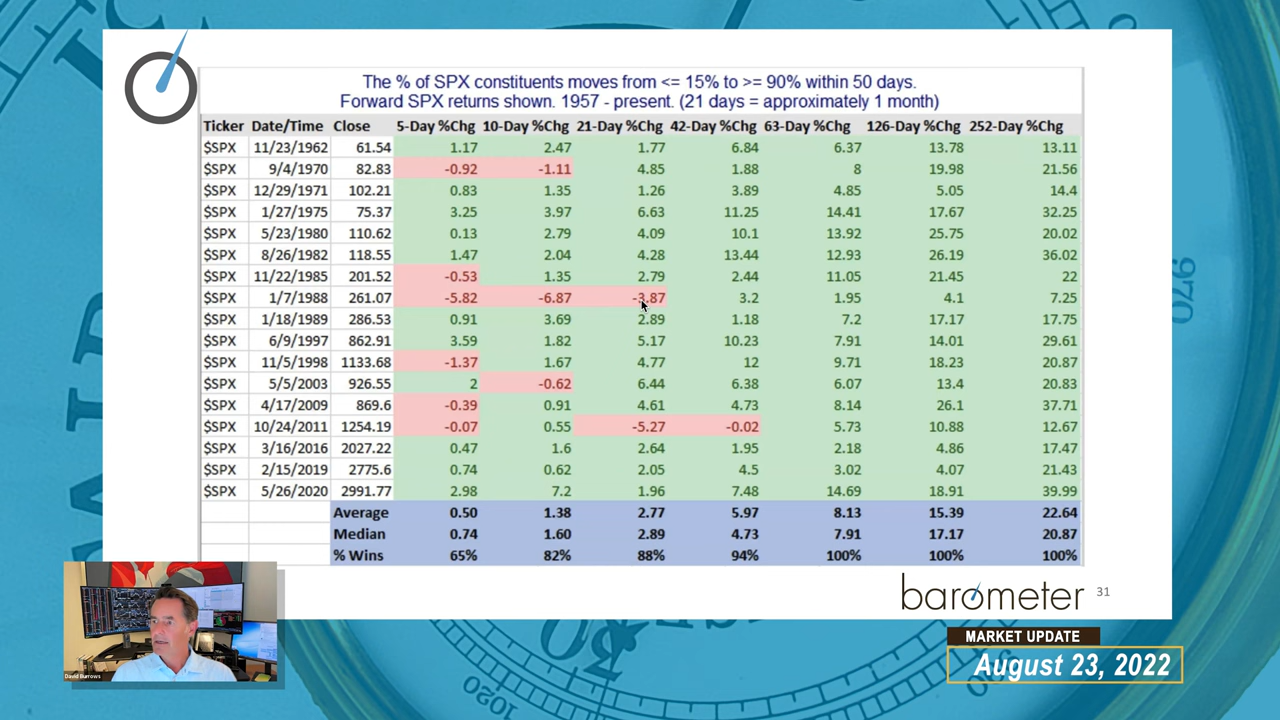 The % of SPX constituents moves from <= 15% to >= 90% within 50 days.
Forward SPX returns shown. 1957 - present. (21 days = approximately 1 month)
Ticker Date/Time Close 5-Day %Chg 10-Day %Chg 21-Day %Chg 42-Day %Chg 63-Day %Chg 126-Day %Chg 252-Day %Chg
$SPX 11/23/1962 61.54 1.17 2.47 1.77 6.84 6.37 13.78 13.11
$SPX 9/4/1970 82.83 -0.92 -1.11 4.85 1.88 8 19.98 21.56
$SPX 12/29/1971 102.21 0.83 1.35 1.26 3.89 4.85 5.05 14.4
$SPX 1/27/1975 75.37 3.25 3.97 6.63 11.25 14.41 17.67 32.25
$SPX 5/23/1980 110.62 0.13 2.79 4.09 10.1 13.92 25.75 20.02
$SPX 8/26/1982 118.55 1.47 2.04 4.28 13.44 12.93 26.19 36.02
$SPX 11/22/1985 201.52 -0.53 1.35 2.79 2.44 11.05 21.45 22
$SPX 1/7/1988 261.07 -5.82 -6.87 -3.87 3.2 1.95 4.1 7.25
$SPX 1/18/1989 286.53 0.91 3.69 2.89 1.18 7.2 17.17 17.75
$SPX 6/9/1997 862.91 3.59 1.82 5.17 10.23 7.91 14.01 29.61
$SPX 11/5/1998 1133.68 -1.37 1.67 4.77 12 9.71 18.23 20.87
$SPX 5/5/2003 926.55 2 -0.62 6.44 6.38 6.07 13.4 20.83
$SPX 4/17/2009 869.6 -0.39 0.91 4.61 4.73 8.14 26.1 37.71
$SPX 10/24/2011 1254.19 -0.07 0.55 -5.27 -0.02 5.73 10.88 12.67
$SPX 3/16/2016 2027.22 0.47 1.6 2.64 1.95 2.18 4.86 17.47
$SPX 2/15/2019 2775.6 0.74 0.62 2.05 4.5 3.02 4.07 21.43
$SPX 5/26/2020 2991.77 2.98 7.2 1.96 7.48 14.69 18.91 39.99
Average 0.50 1.38 2.77 5.97 8.13 15.39 22.64
Median 0.74 1.60 2.89 4.73 7.91 17.17 20.87
% Wins 65% 82% 88% 94% 100% 100% 100%
barometer 31
David Burrows
MARKET UPDATE
August 23, 2022
970
1020